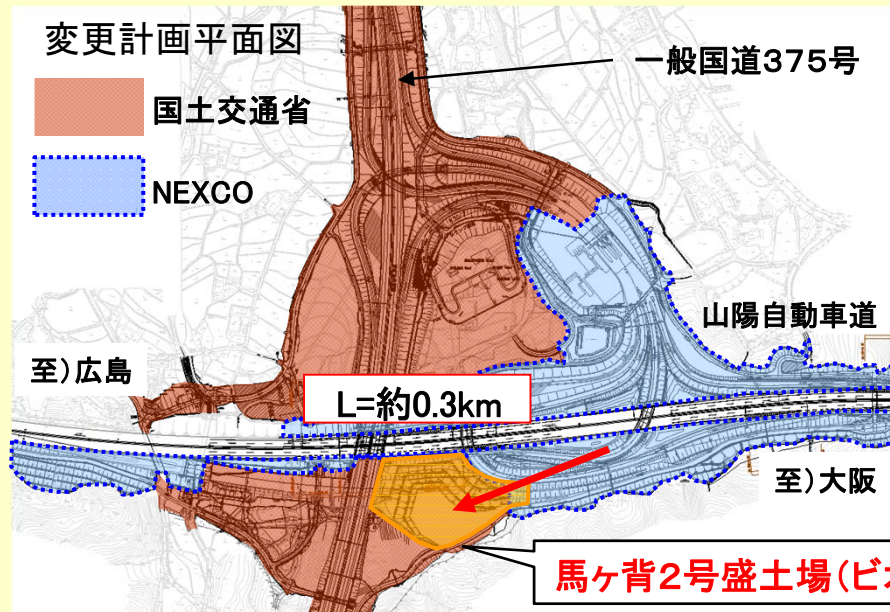 変更計画平面図
一般国道375号
国土交通省
NEXCO
山陽自動車道
至)広島
L=約0.3km
至)大阪
馬ヶ背2号盛土場(ビオ